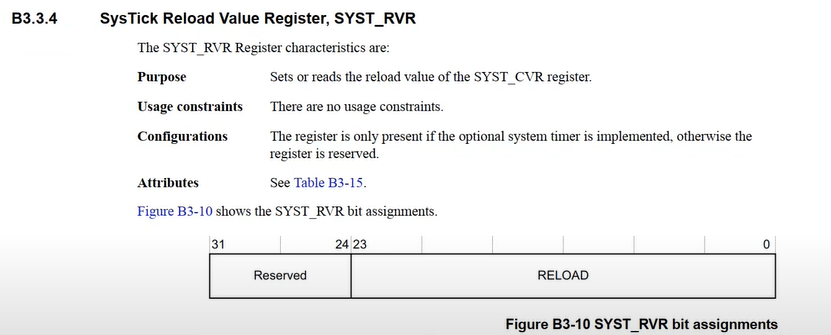 B3.3.4 SysTick Reload Value Register, SYST_RVR
The SYST_RVR Register characteristics are:
Purpose Sets or reads the reload value of the SYST_CVR register.
Usage constraints There are no usage constraints.
Configurations The register is only present if the optional system timer is implemented, otherwise the
register is reserved.
Attributes See Table B3-15.
Figure B3-10 shows the SYST_RVR bit assignments.
31 24 23 0
Reserved RELOAD
Figure B3-10 SYST_RVR bit assignments